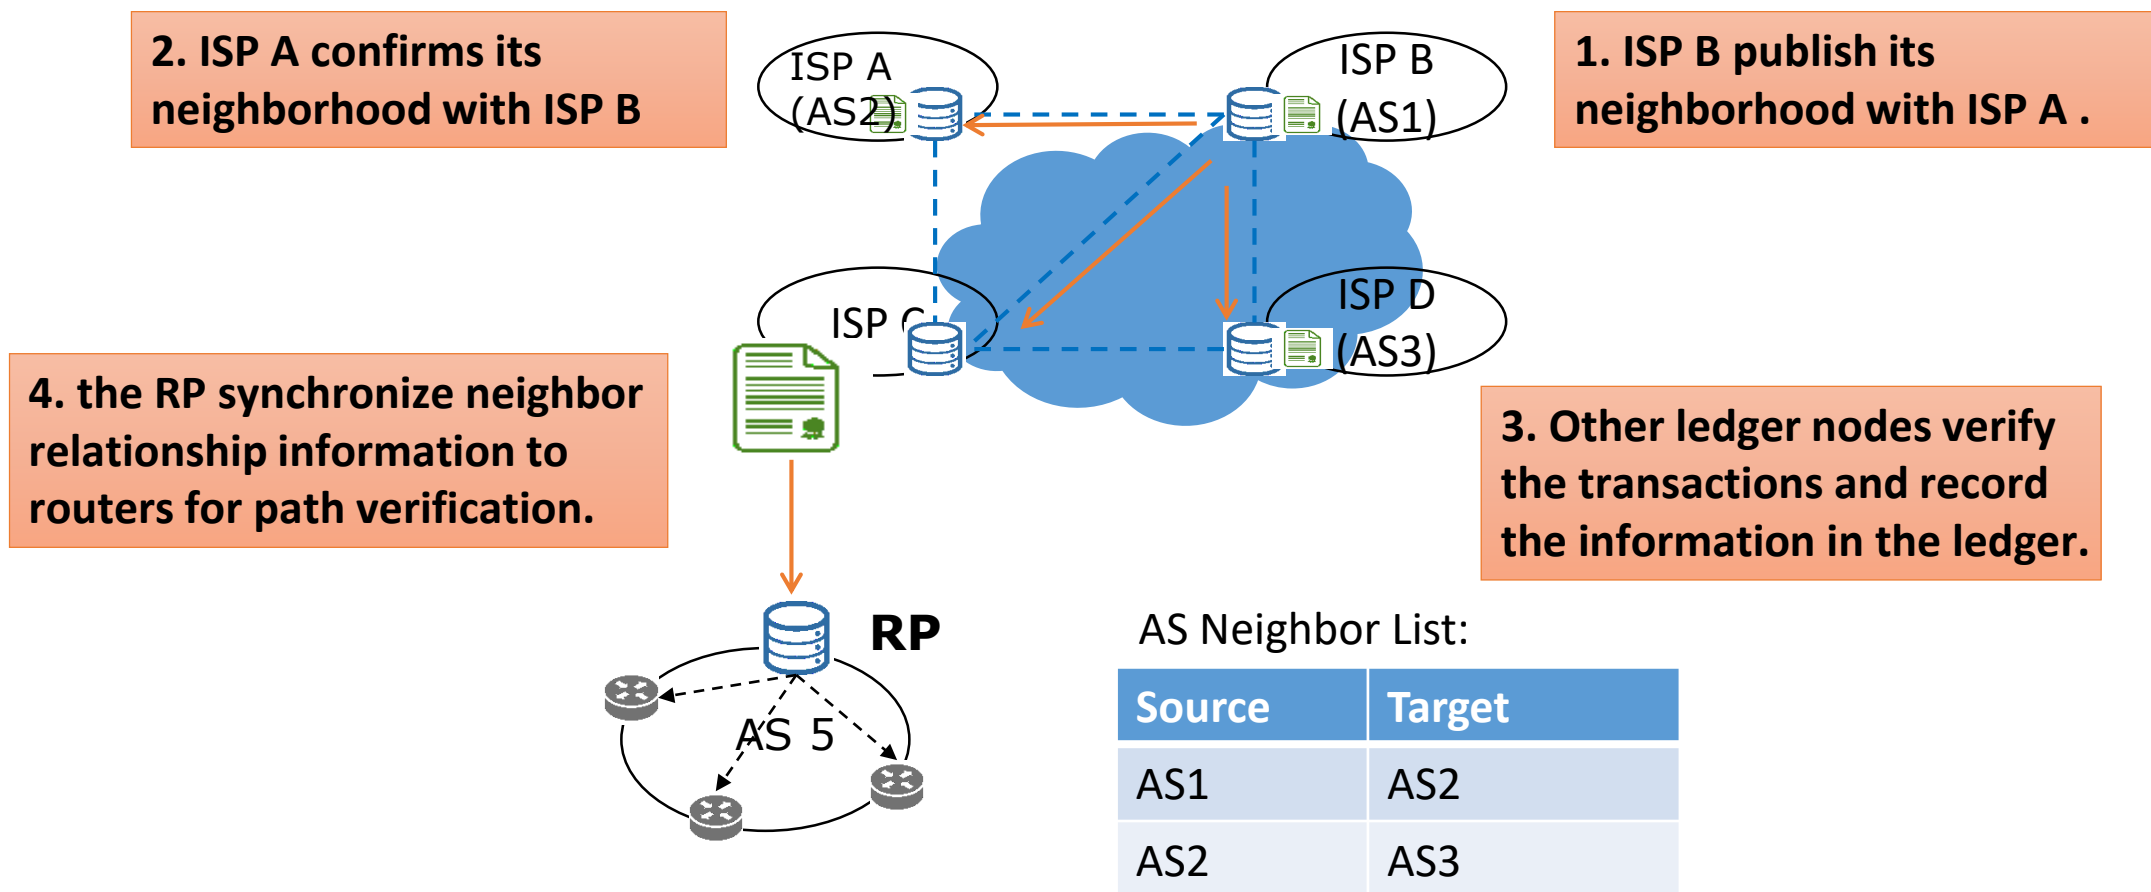 2. ISP A confirms its
neighborhood with ISP B
ISP A
(AS2)
ISP B
(AS1)
1. ISP B publish its
neighborhood with ISP A .
ISP C
ISP D
(AS3)
4. the RP synchronize neighbor
relationship information to
routers for path verification.
3. Other ledger nodes verify
the transactions and record
the information in the ledger.
RP
AS 5
AS Neighbor List:
Source Target
AS1 AS2
AS2 AS3